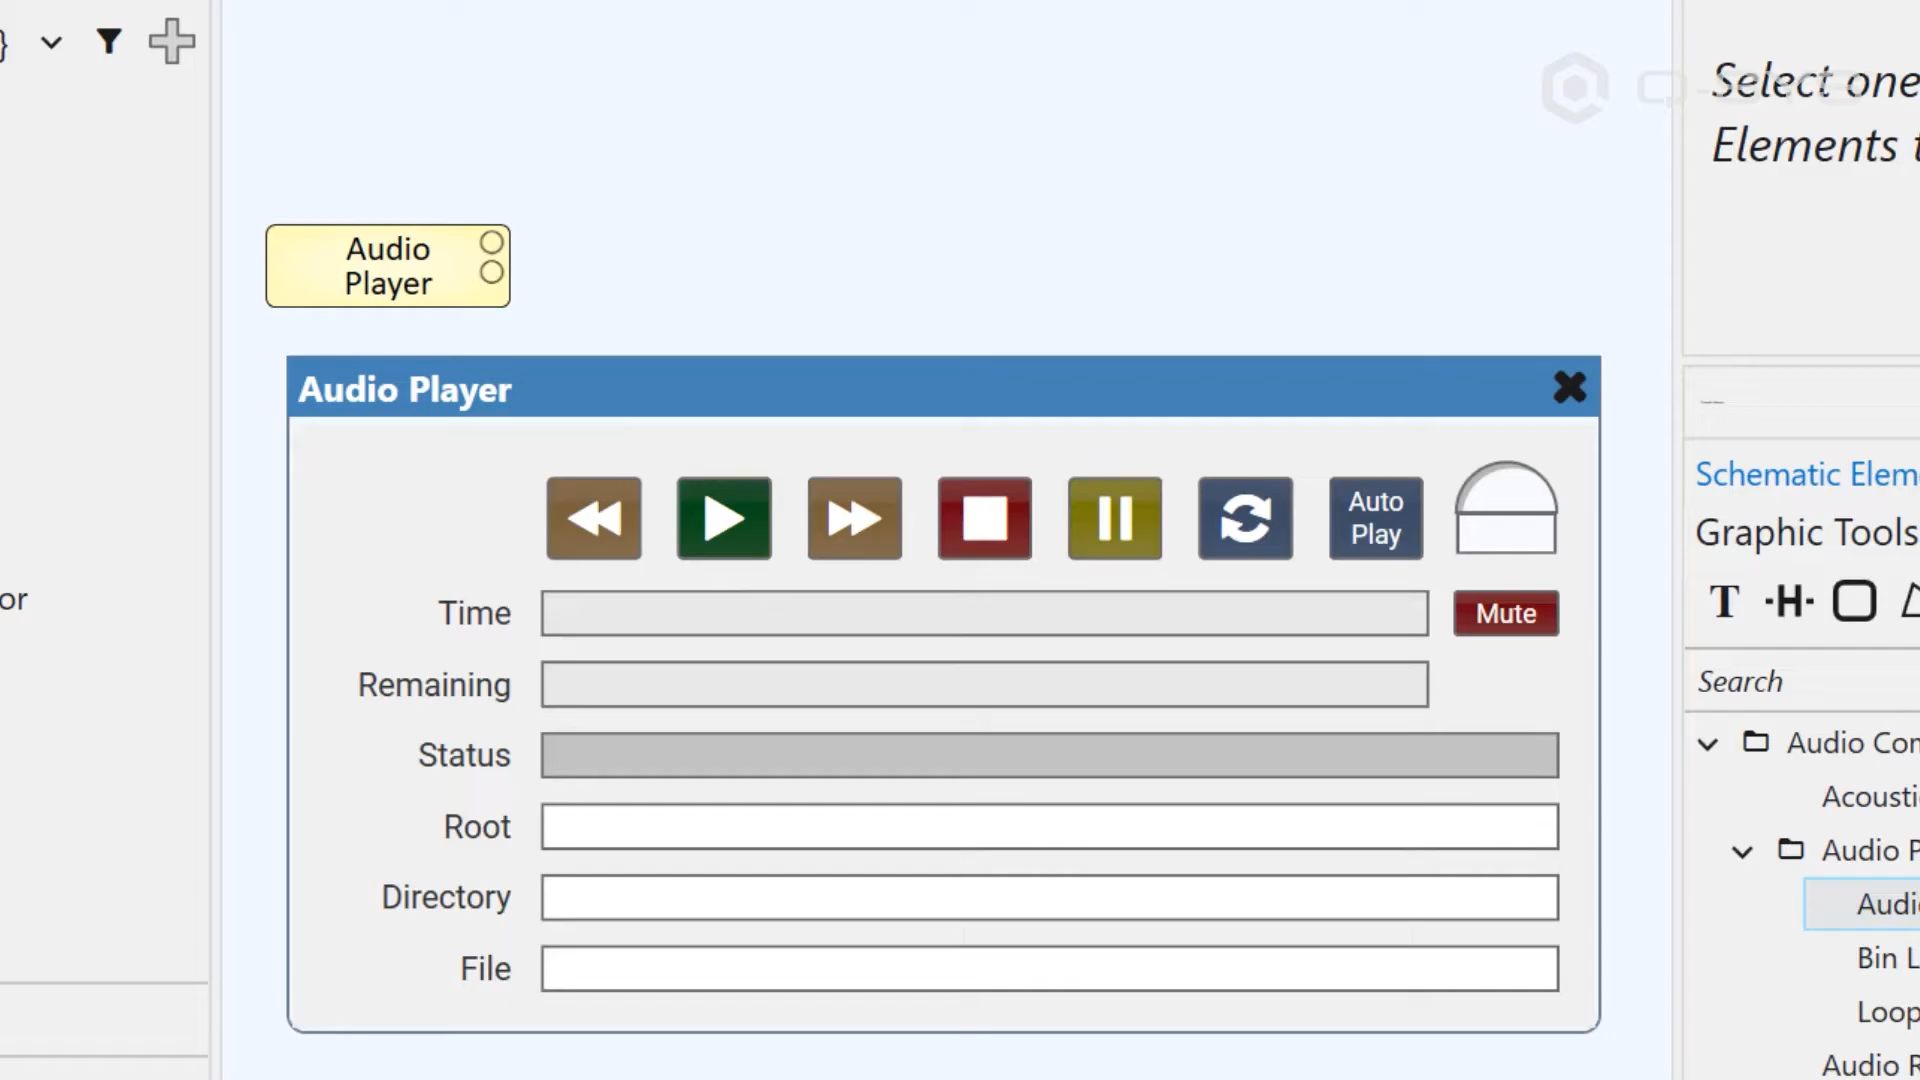 }
Select one
Elements t
Audio
Player
Audio Player
Auto
Play
Time
Mute
Remaining
Status
Root
Directory
File
or
Schematic Elem
Graphic Tools
T -H-
Search
Audio Con
Acousti
Audio P
Audi
Bin L
Loop
Audio R